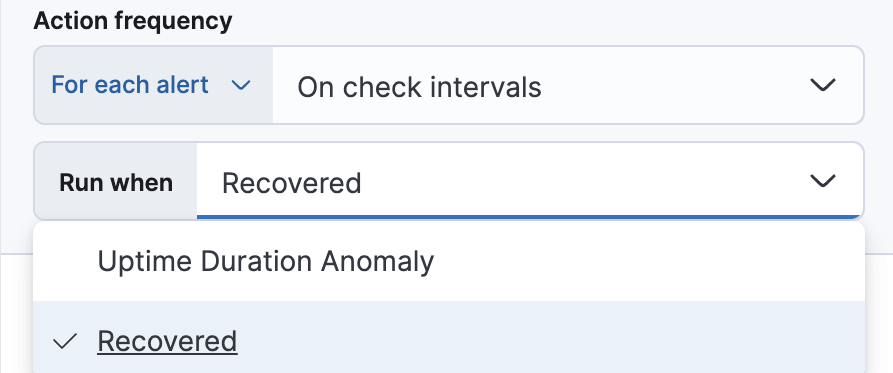 Action frequency
For each alert On check intervals
Run when Recovered
Uptime Duration Anomaly
Recovered